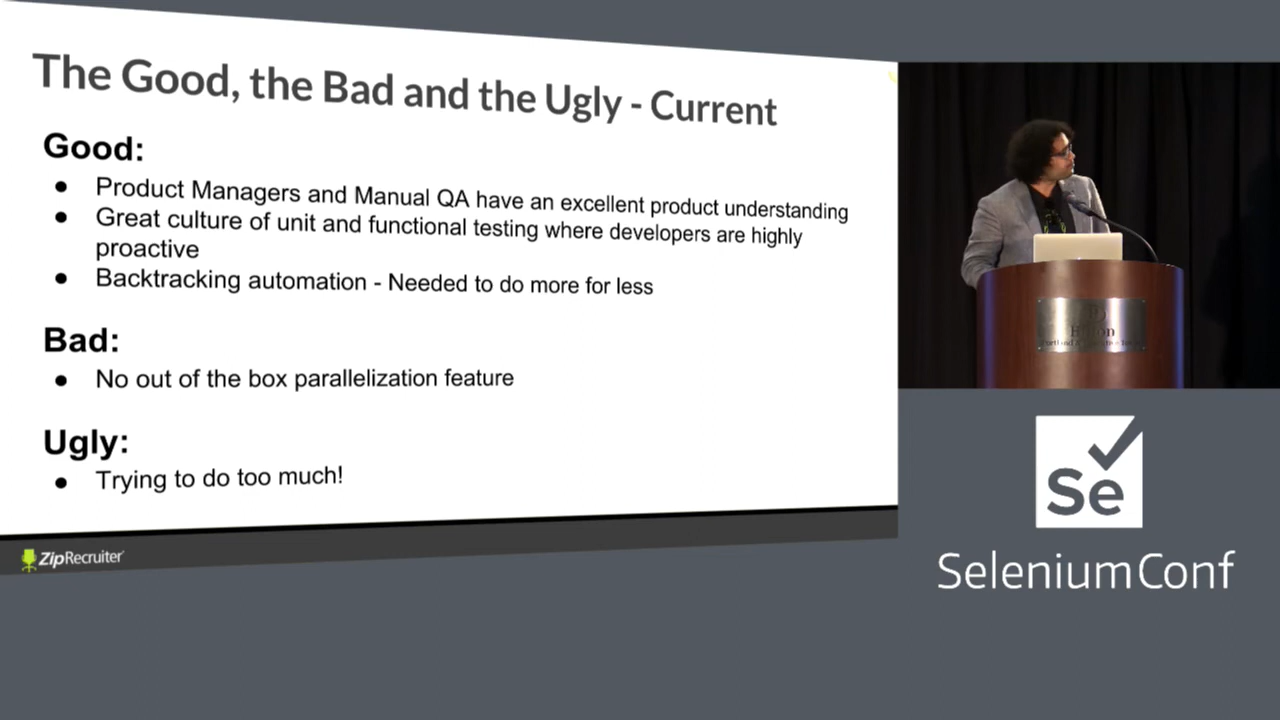 The Good, the Bad and the Ugly - Current
Good:
● Product Managers and Manual QA have an excellent product understanding
● Great culture of unit and functional testing where developers are highly
proactive
● Backtracking automation - Needed to do more for less
Bad:
● No out of the box parallelization feature
Ugly:
● Trying to do too much!
ZipRecruiter
Se
SeleniumConf